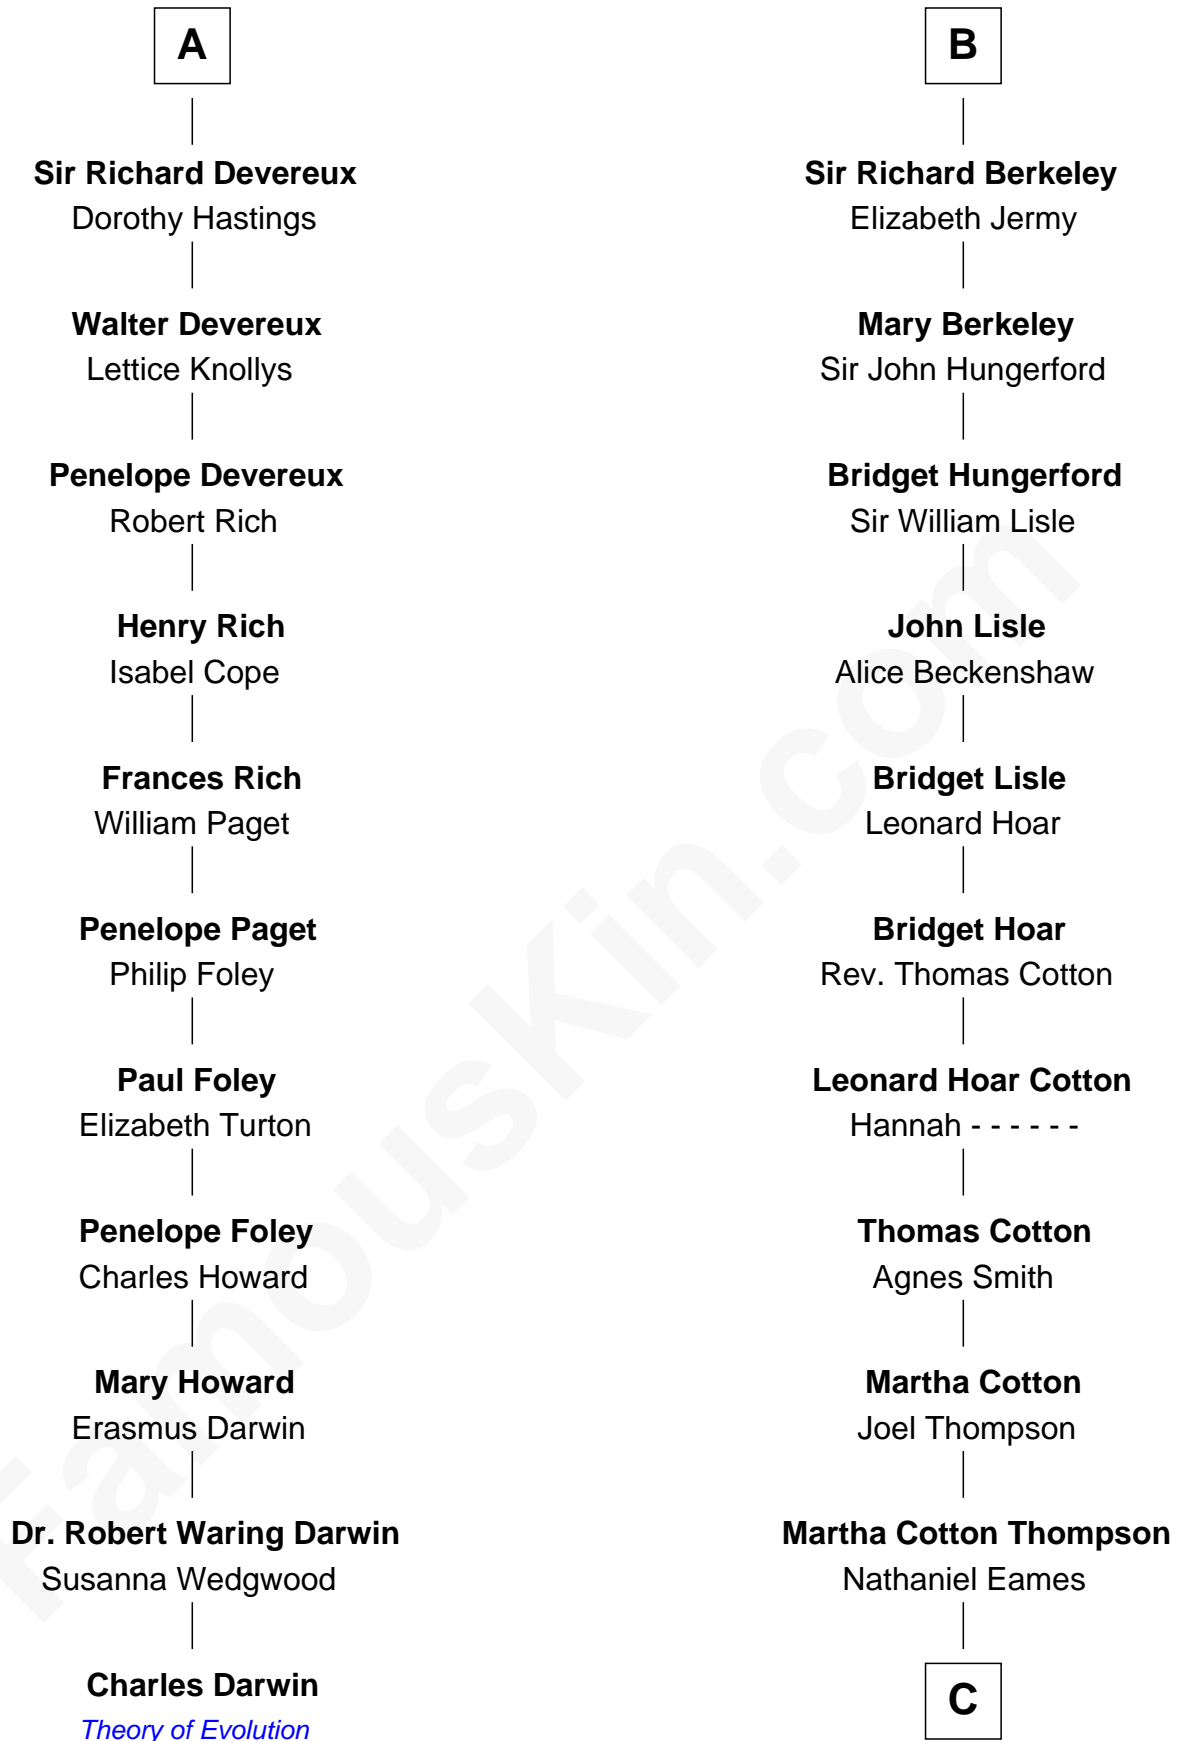 A
Sir Richard Devereux
Dorothy Hastings
Walter Devereux
Lettice Knollys
Penelope Devereux
Robert Rich
Henry Rich
Isabel Cope
Frances Rich
William Paget
Penelope Paget
Philip Foley
Paul Foley
Elizabeth Turton
Penelope Foley
Charles Howard
Mary Howard
Erasmus Darwin
Dr. Robert Waring Darwin
Susanna Wedgwood
Charles Darwin
Theory of Evolution
B
Sir Richard Berkeley
Elizabeth Jermy
Mary Berkeley
Sir John Hungerford
Bridget Hungerford
Sir William Lisle
John Lisle
Alice Beckenshaw
Bridget Lisle
Leonard Hoar
Bridget Hoar
Rev. Thomas Cotton
Leonard Hoar Cotton
Hannah - - - - - -
Thomas Cotton
Agnes Smith
Martha Cotton
Joel Thompson
Martha Cotton Thompson
Nathaniel Eames
C
FamousKin.com